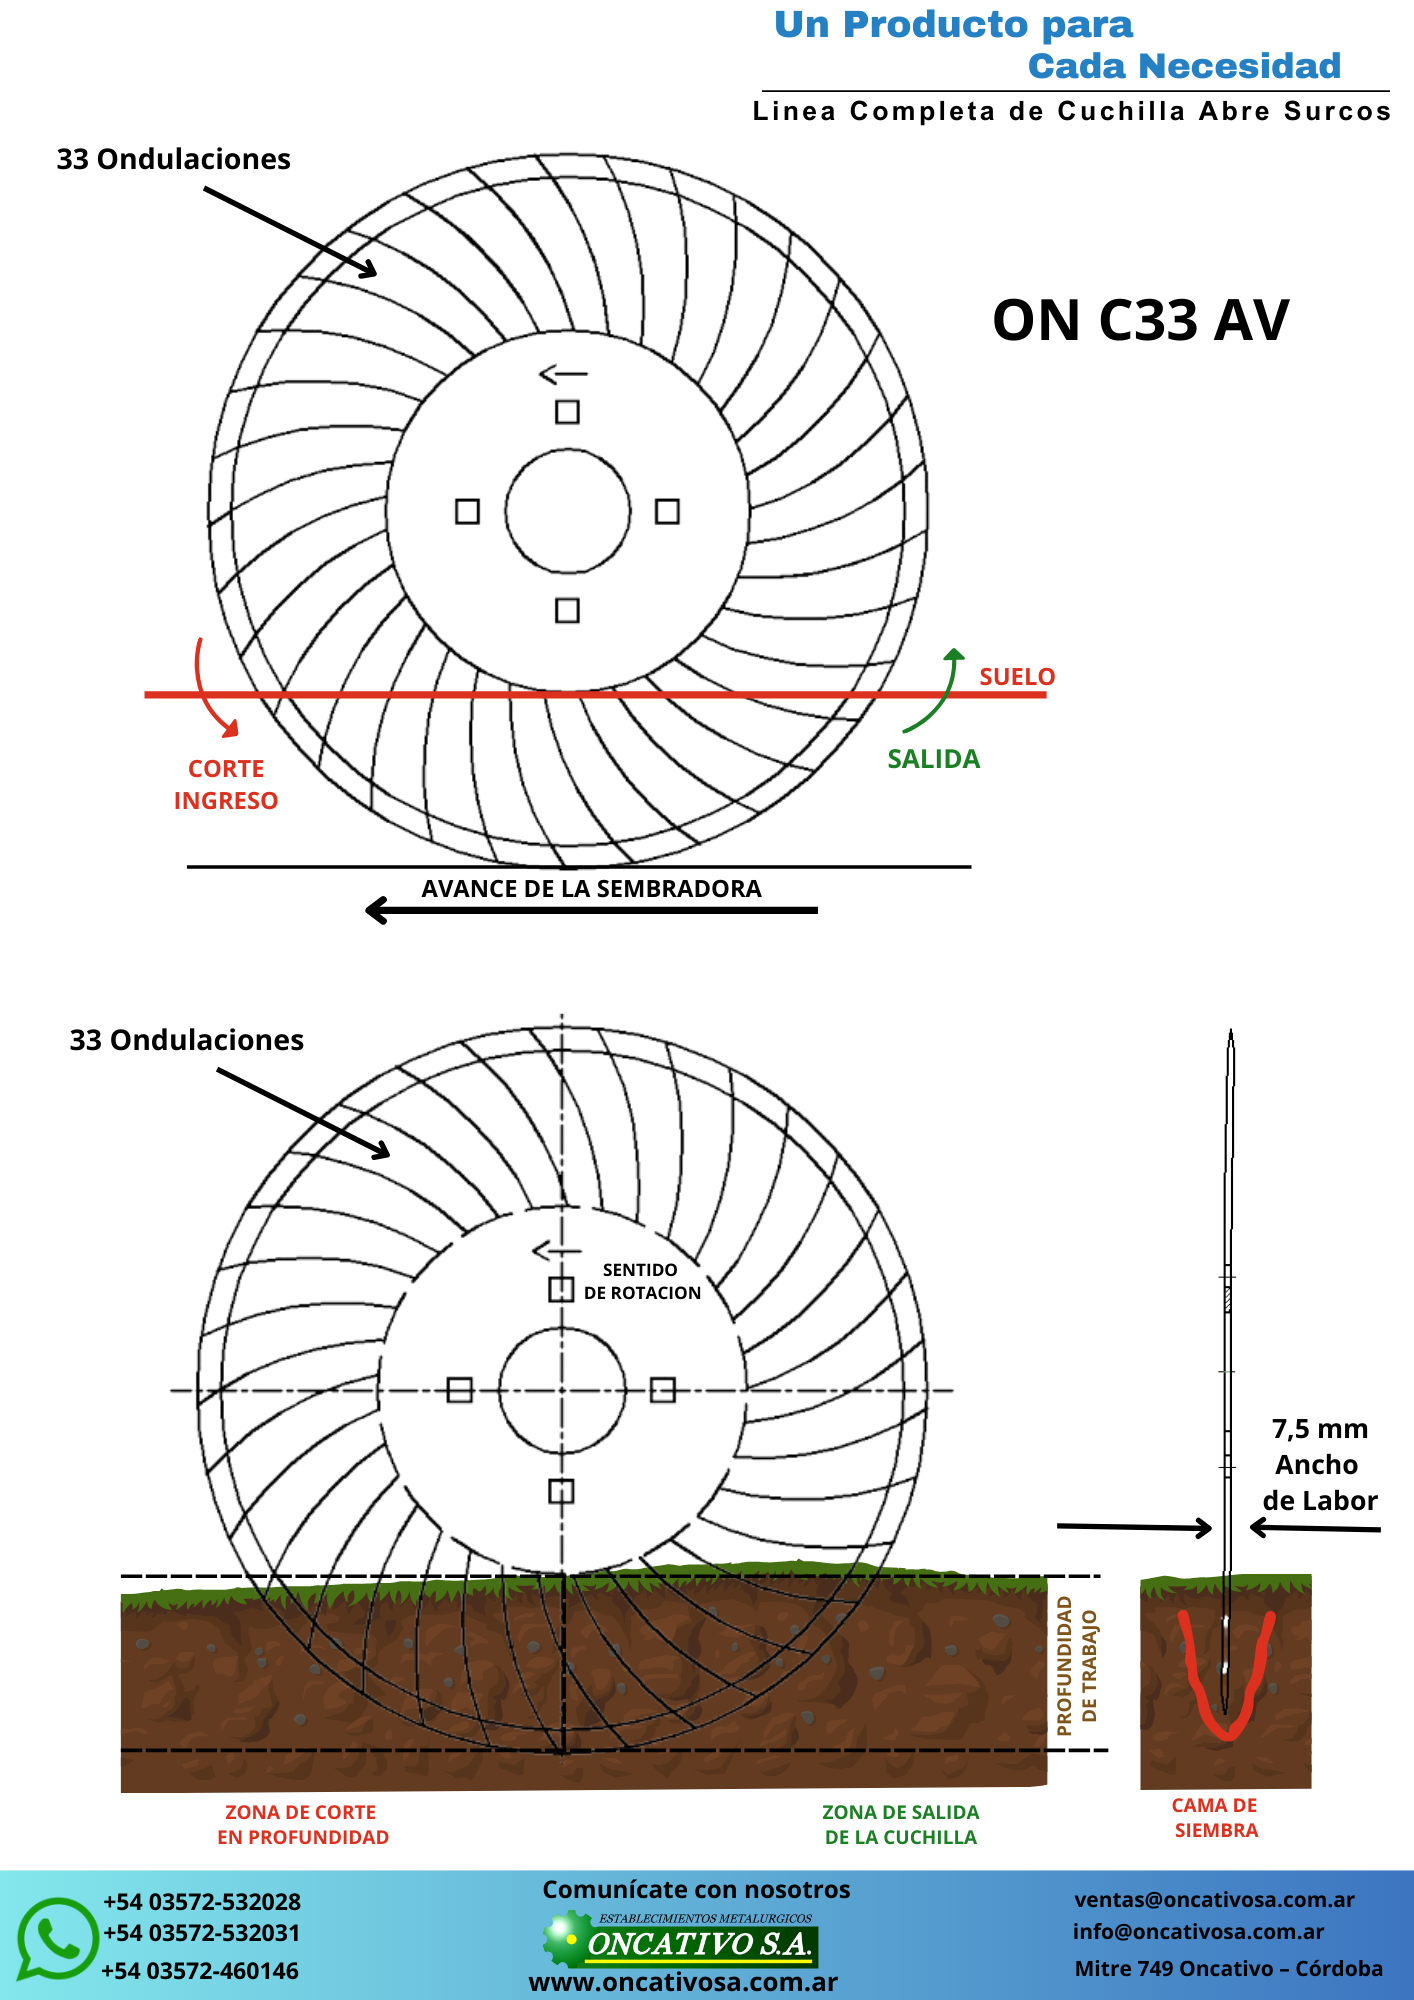 Un Producto para
Cada Necesidad
Linea Completa de Cuchilla Abre Surcos
33 Ondulaciones
ON C33 AV
SUELO
CORTE
INGRESO
SALIDA
AVANCE DE LA SEMBRADORA
33 Ondulaciones
SENTIDO
DE ROTACION
7,5 mm
Ancho
de Labor
PROFUNDIDAD
DE TRABAJO
ZONA DE CORTE
EN PROFUNDIDAD
ZONA DE SALIDA
DE LA CUCHILLA
CAMA DE
SIEMBRA
+54 03572-532028
+54 03572-532031
+54 03572-460146
Comunícate con nosotros
ESTABLECIMIENTOS METALURGICOS
ONCATIVO S.A.
www.oncativosa.com.ar
ventas@oncativosa.com.ar
info@oncativosa.com.ar
Mitre 749 Oncativo – Córdoba